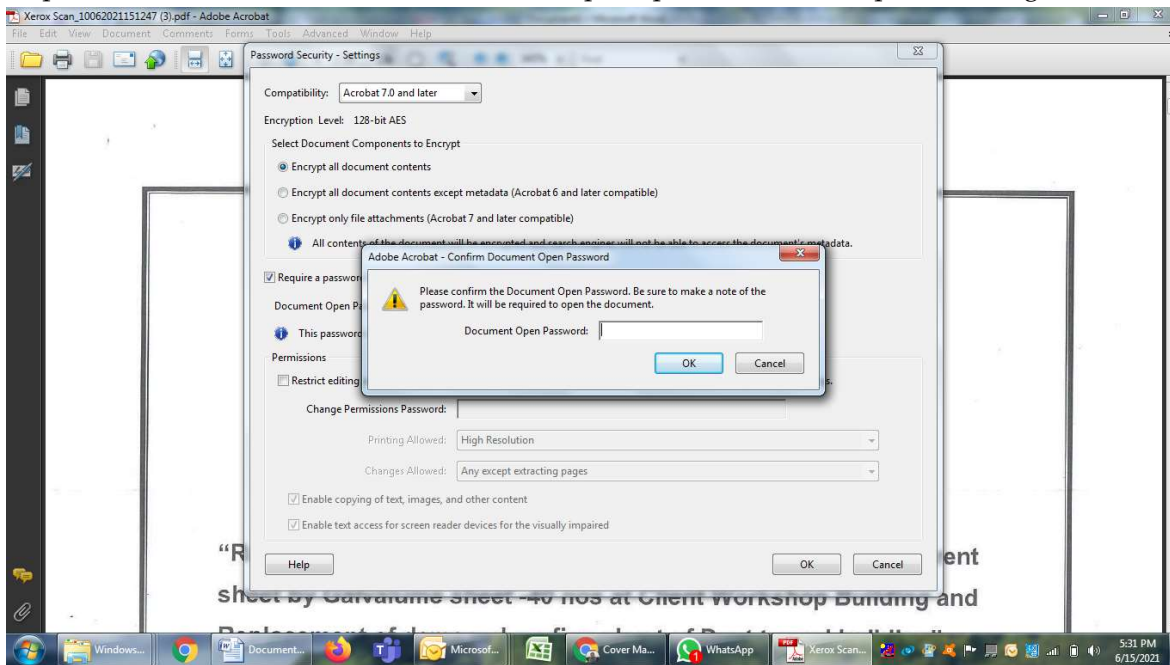 Xerox Scan_10062021151247 (3).pdf - Adobe Acrobat
File Edit View Document Comments Forms Tools Advanced Window Help
Password Security - Settings
Compatibility: Acrobat 7.0 and later
Encryption Level: 128-bit AES
Select Document Components to Encrypt
Encrypt all document contents
Encrypt all document contents except metadata (Acrobat 6 and later compatible)
Encrypt only file attachments (Acrobat 7 and later compatible)
All contents of the document will be encrypted and search engines will not be able to access the document's metadata.
Adobe Acrobat - Confirm Document Open Password
Require a password
Please confirm the Document Open Password. Be sure to make a note of the
password. It will be required to open the document.
Document Open
This password
Document Open Password:
OK Cancel
Permissions
Restrict editing
Change Permissions Password:
Printing Allowed: High Resolution
Changes Allowed: Any except extracting pages
Enable copying of text, images, and other content
Enable text access for screen reader devices for the visually impaired
Help OK Cancel
sheet by Galvalume sheet -40 nos at Client Workshop Building and
Windows... Document... Microsof... Cover Ma... WhatsApp Xerox Scan...
5:31 PM
6/15/2021